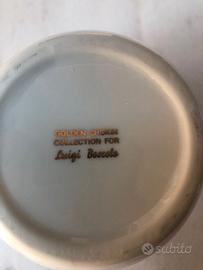 GOLDEN CROWN
COLLECTION FOR
Luigi Boscolo
subito